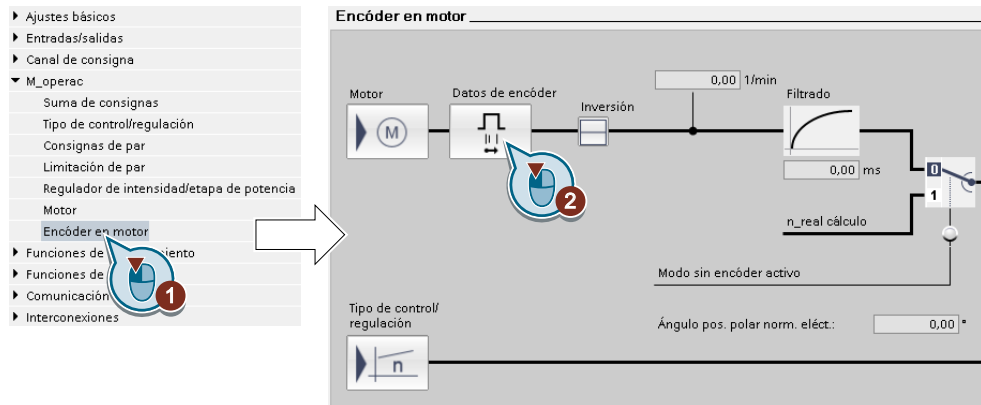 Ajustes básicos
Entradas/salidas
Canal de consigna
M_operac
Suma de consignas
Tipo de control/regulación
Consignas de par
Limitación de par
Regulador de intensidad/etapa de potencia
Motor
Encóder en motor
Funciones de iento
Funciones de
Comunicación
Interconexiones
1
Encóder en motor
0,00 1/min
Motor
Datos de encóder
Inversión
Filtrado
M
0,00 ms
0
1
2
n_real cálculo
Modo sin encóder activo
Tipo de control/
regulación
Ángulo pos. polar norm. eléct.: 0,00 °
n